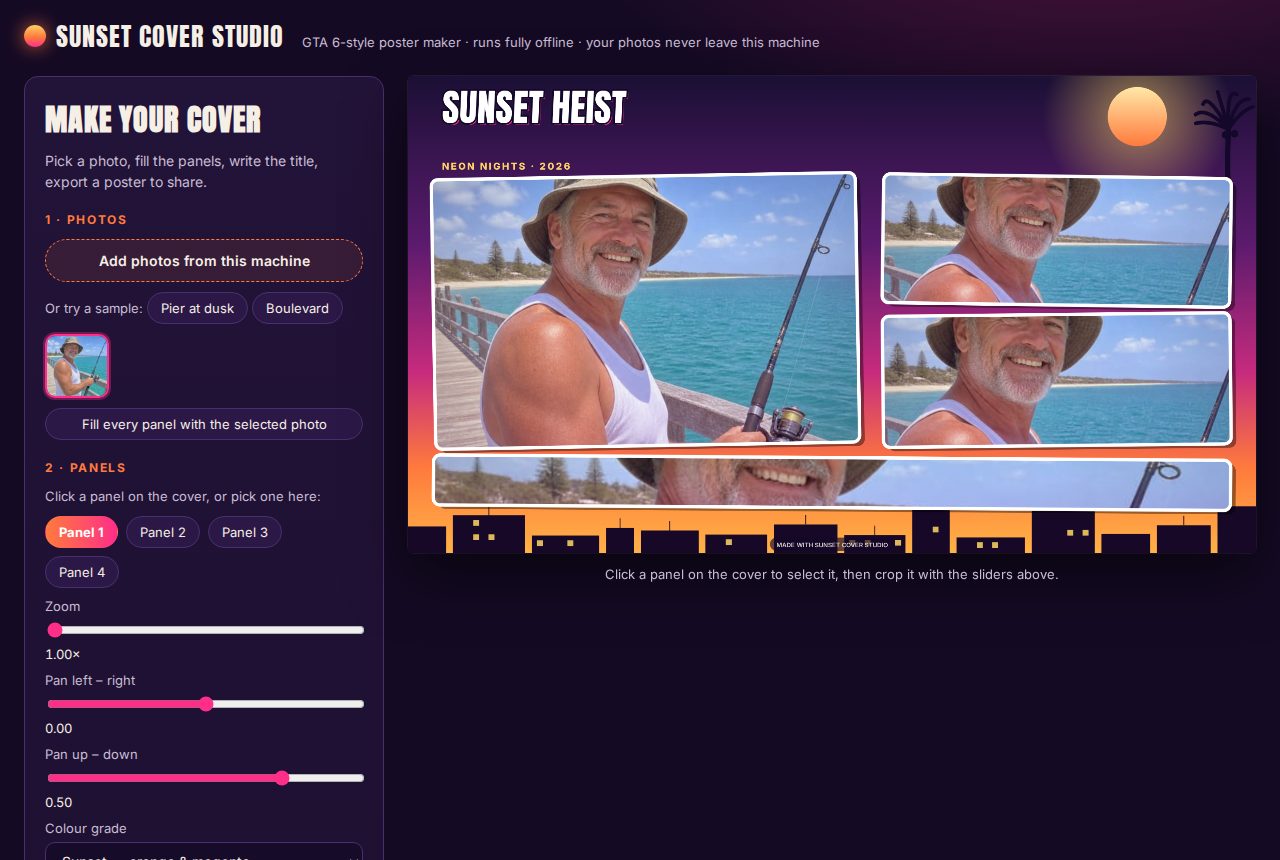 SUNSET COVER STUDIO
GTA 6-style poster maker · runs fully offline · your photos never leave this machine
MAKE YOUR COVER
Pick a photo, fill the panels, write the title,
export a poster to share.
1 · PHOTOS
Add photos from this machine
Or try a sample: Pier at dusk Boulevard
Fill every panel with the selected photo
2 · PANELS
Click a panel on the cover, or pick one here:
Panel 1 Panel 2 Panel 3
Panel 4
Zoom
1.00×
Pan left – right
0.00
Pan up – down
0.50
Colour grade
Sunset — orange & magenta
SUNSET HEIST
NEON NIGHTS · 2026
MADE WITH SUNSET COVER STUDIO
Click a panel on the cover to select it, then crop it with the sliders above.